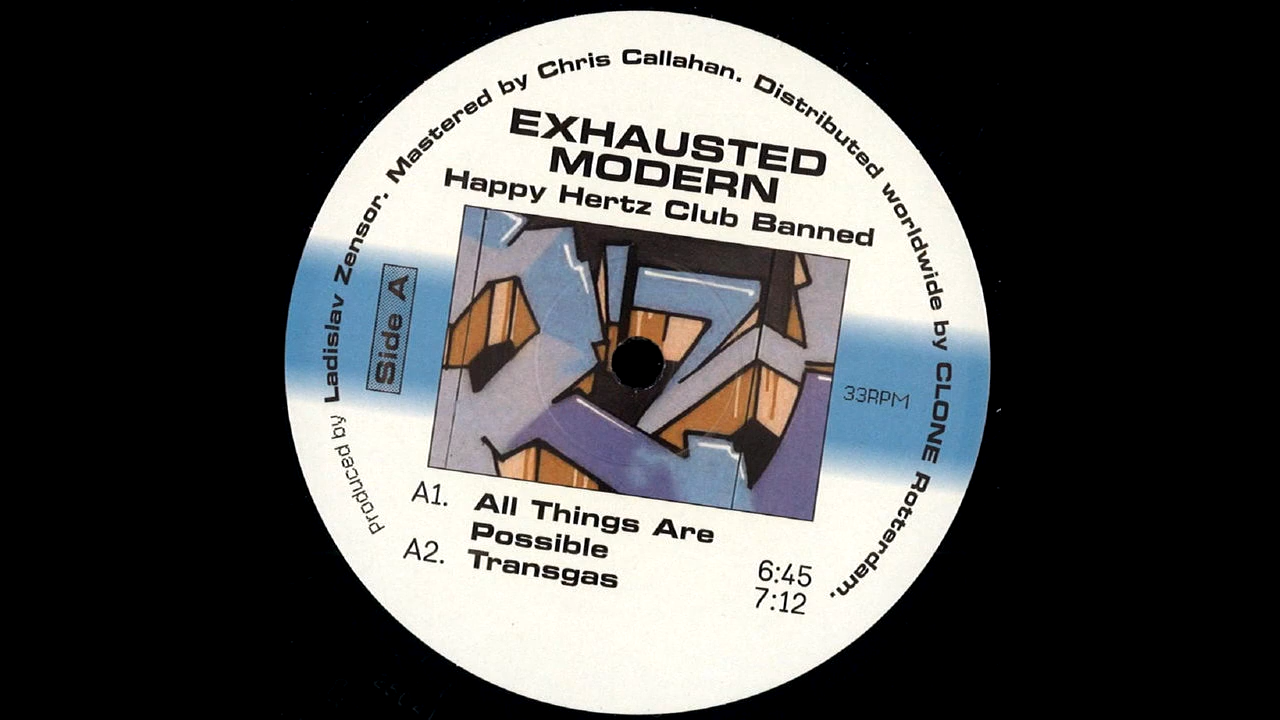 Produced by Ladislav Zensor. Mastered by Chris Callahan. Distributed worldwide by CLONE Rotterdam.
EXHAUSTED
MODERN
Happy Hertz Club Banned
Side A
33RPM
A1. All Things Are
Possible 6:45
A2. Transgas 7:12